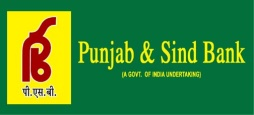 Punjab & Sind Bank
(A GOVT. OF INDIA UNDERTAKING)
पी.एस.बी.